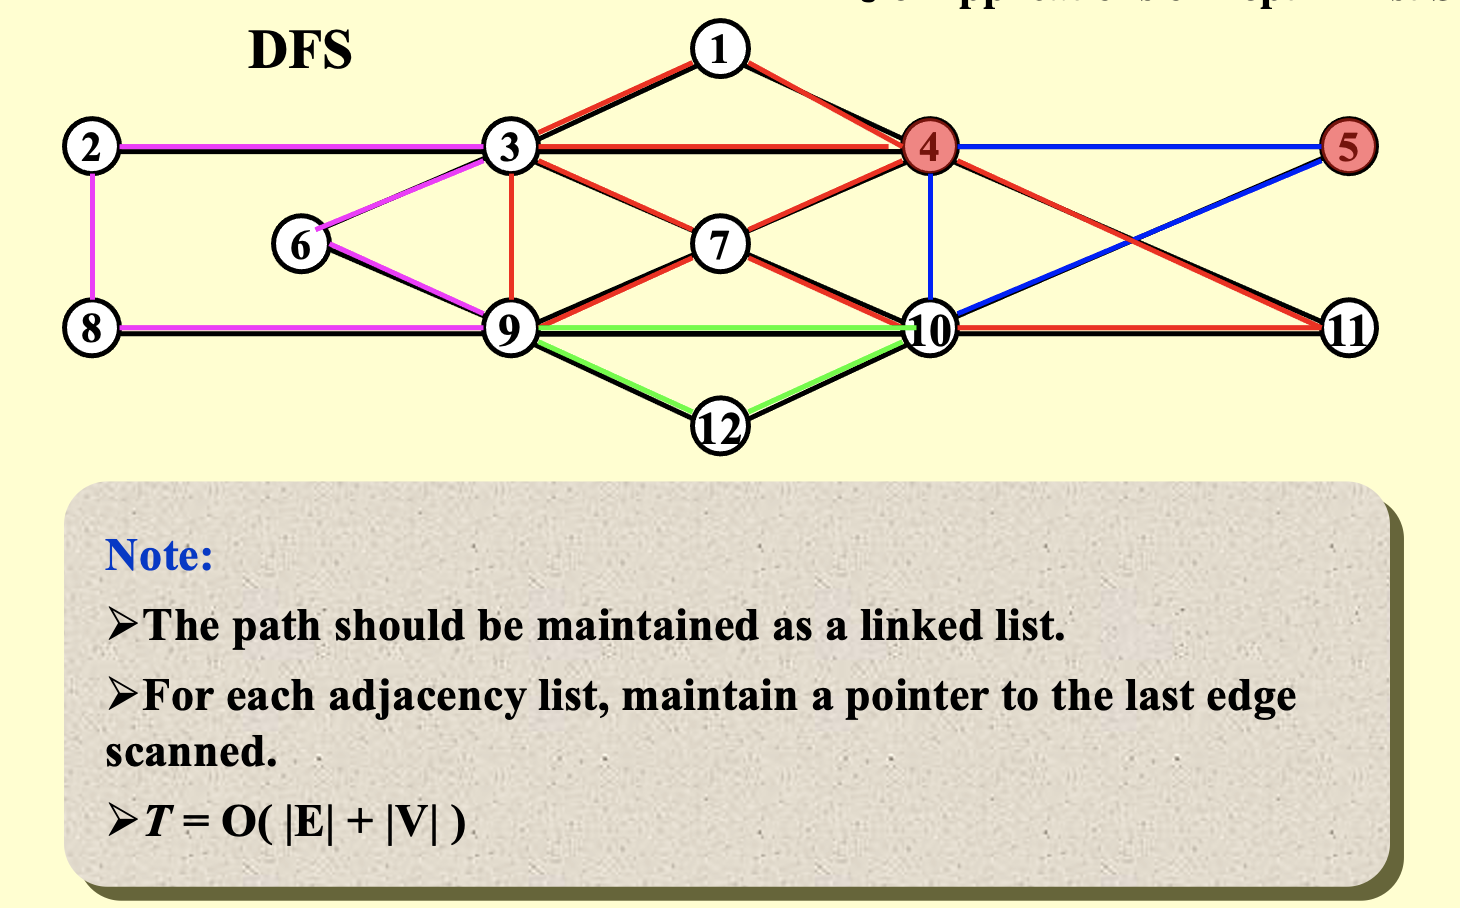 DFS
1
2
3
4
5
6
7
8
9
10
11
12
Note:
➢The path should be maintained as a linked list.
➢For each adjacency list, maintain a pointer to the last edge
scanned.
➢T = O( |E| + |V| )